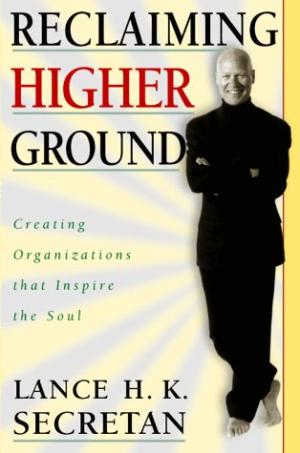 RECLAIMING
HIGHER
GROUND
Creating
Organizations
that Inspire
the Soul
LANCE H. K.
SECRETAN